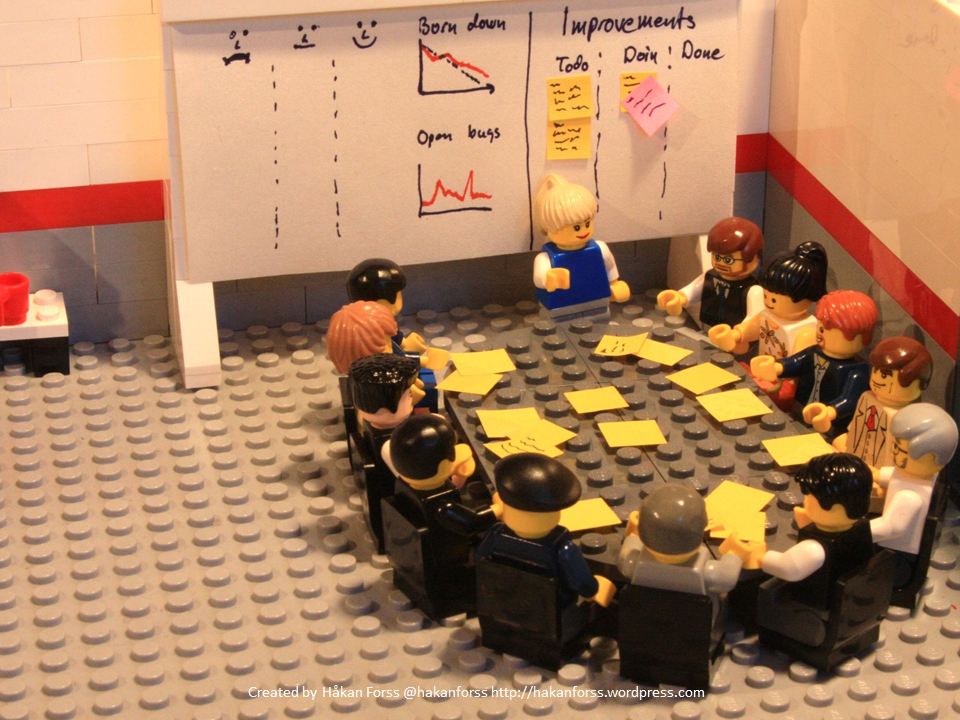 Born down
Open bugs
Improvements
Todo Doin Done
Created by Håkan Forss @hakanforss http://hakanforss.wordpress.com